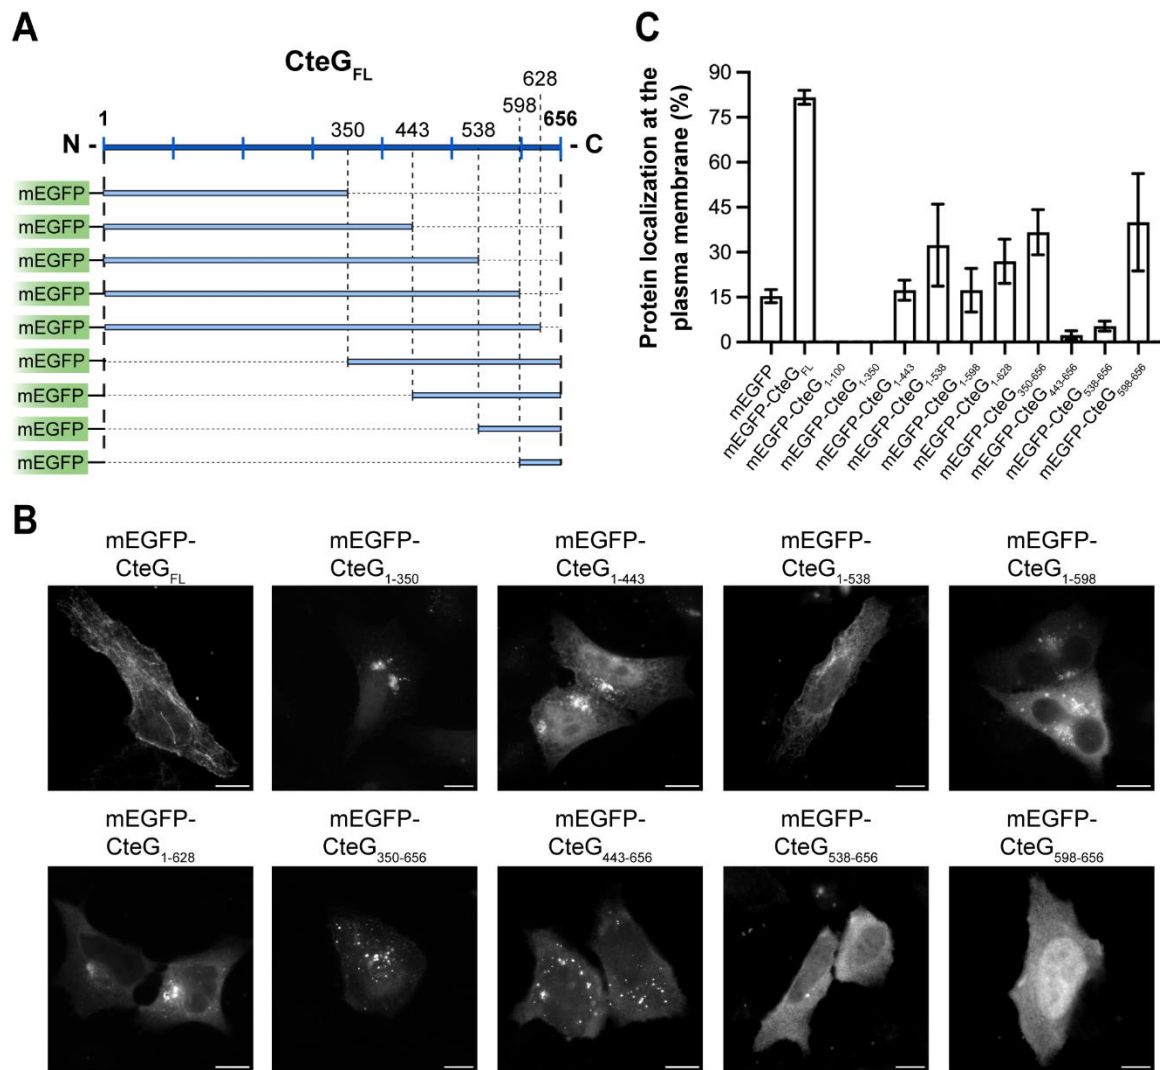 A
CteG FL
1
350
443
538
598
628
656
N -
- C
mEGFP
mEGFP
mEGFP
mEGFP
mEGFP
mEGFP
mEGFP
mEGFP
mEGFP
C
Protein localization at the
plasma membrane (%)
90
75
60
45
30
15
0
mEGFP
mEGFP-CteG FL
mEGFP-CteG 1-100
mEGFP-CteG 1-350
mEGFP-CteG 1-443
mEGFP-CteG 1-538
mEGFP-CteG 1-598
mEGFP-CteG 1-628
mEGFP-CteG 350-656
mEGFP-CteG 443-656
mEGFP-CteG 538-656
mEGFP-CteG 598-656
B
mEGFP-
CteG FL
mEGFP-
CteG 1-350
mEGFP-
CteG 1-443
mEGFP-
CteG 1-538
mEGFP-
CteG 1-598
mEGFP-
CteG 1-628
mEGFP-
CteG 350-656
mEGFP-
CteG 443-656
mEGFP-
CteG 538-656
mEGFP-
CteG 598-656